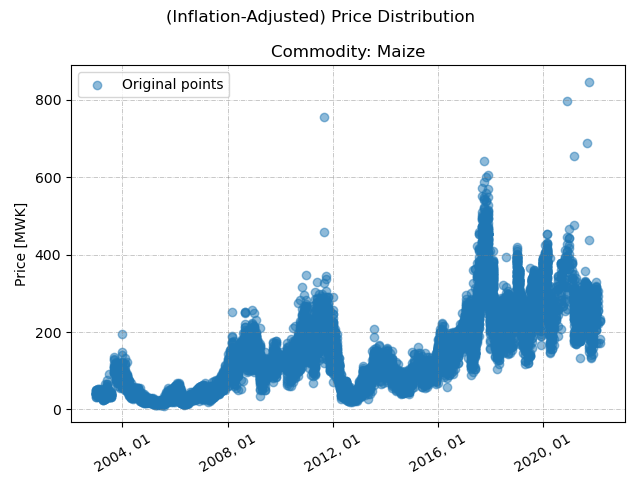 (Inflation-Adjusted) Price Distribution
Commodity: Maize
Original points
Price [MWK]
800
600
400
200
0
2004, 01
2008, 01
2012, 01
2016, 01
2020, 01